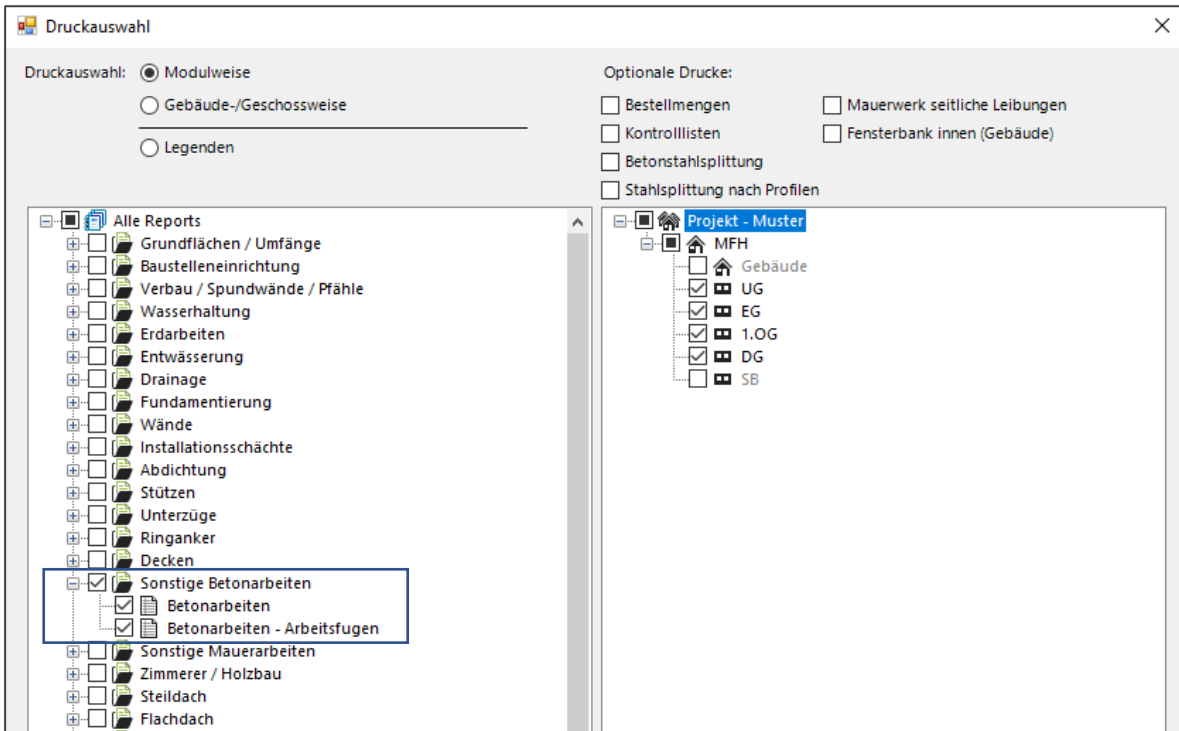 Druckauswahl
Druckauswahl: Modulweise
Gebäude-/Geschossweise
Legenden
Optionale Drucke:
Bestellmengen
Mauerwerk seitliche Leibungen
Kontrolllisten
Fensterbank innen (Gebäude)
Betonstahlsplittung
Stahlsplittung nach Profilen
Alle Reports
Grundflächen / Umfänge
Baustelleneinrichtung
Verbau / Spundwände / Pfähle
Wasserhaltung
Erdarbeiten
Entwässerung
Drainage
Fundamentierung
Wände
Installationsschächte
Abdichtung
Stützen
Unterzüge
Ringanker
Decken
Sonstige Betonarbeiten
Betonarbeiten
Betonarbeiten - Arbeitsfugen
Sonstige Mauerarbeiten
Zimmerer / Holzbau
Steildach
Flachdach
Projekt - Muster
MFH
Gebäude
UG
EG
1.OG
DG
SB